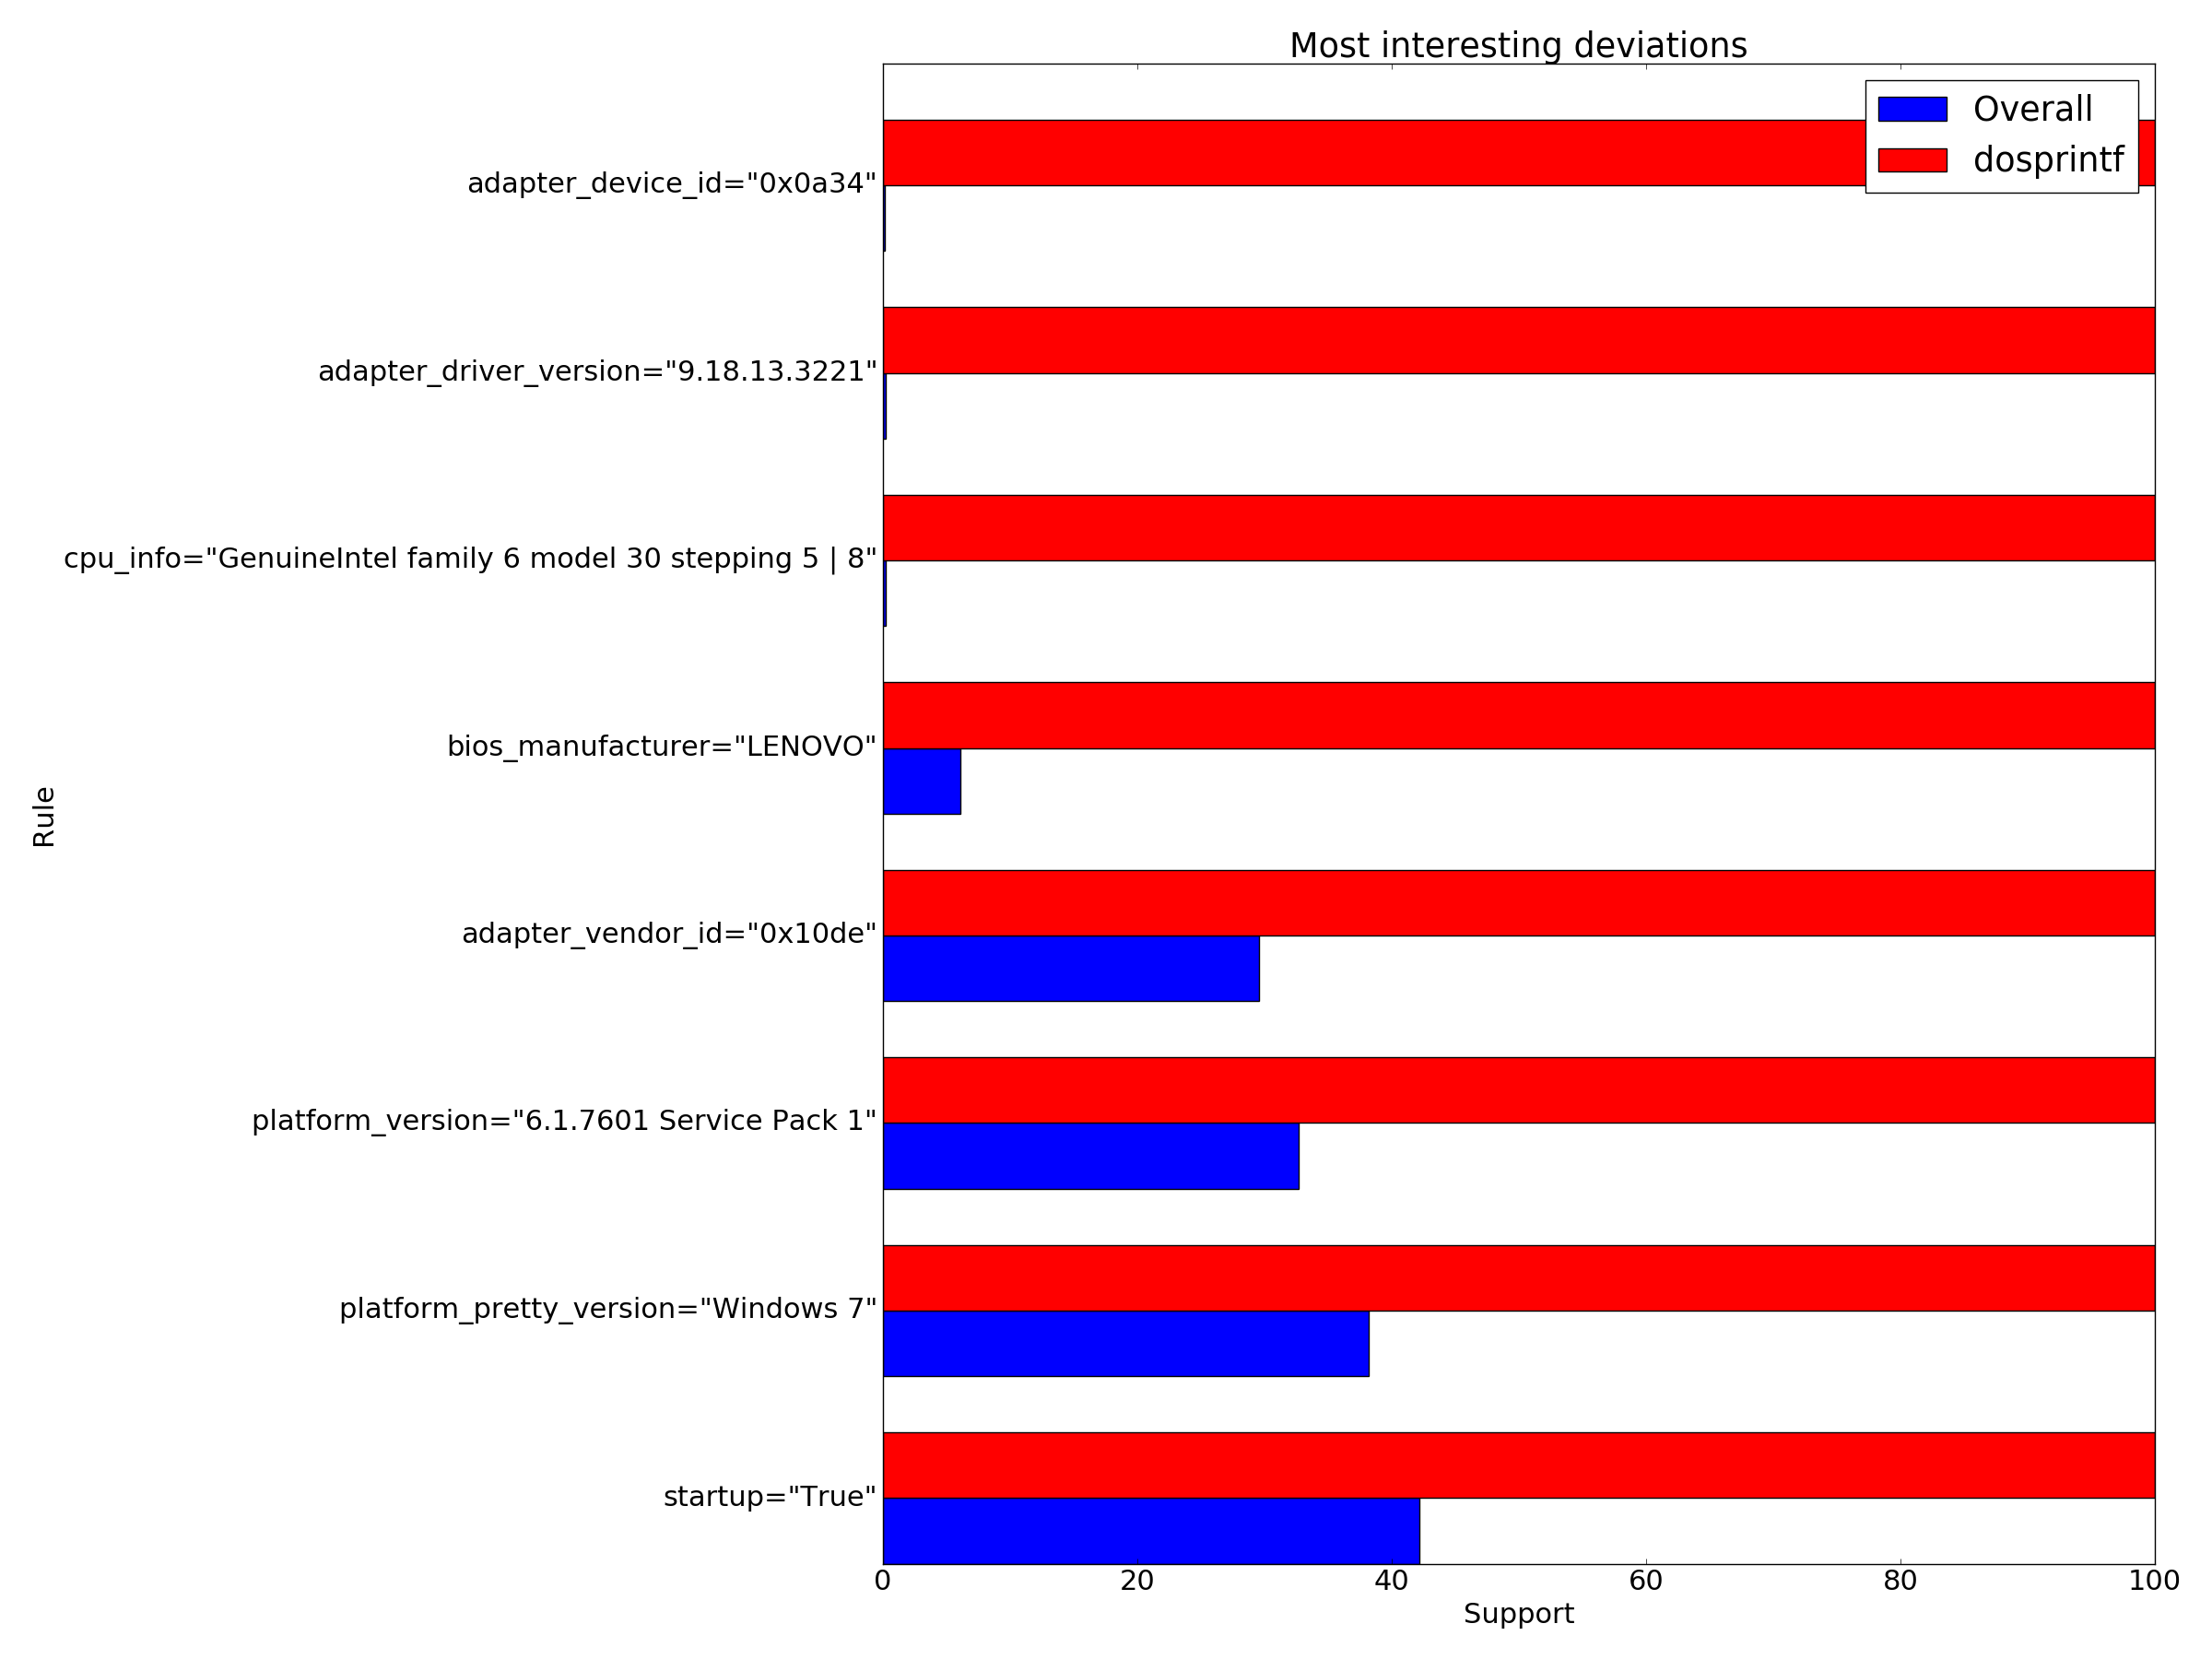 Most interesting deviations
Overall
dosprintf
adapter_device_id="0x0a34"
adapter_driver_version="9.18.13.3221"
cpu_info="GenuineIntel family 6 model 30 stepping 5 | 8"
bios_manufacturer="LENOVO"
adapter_vendor_id="0x10de"
platform_version="6.1.7601 Service Pack 1"
platform_pretty_version="Windows 7"
startup="True"
Rule
0 20 40 60 80 100
Support